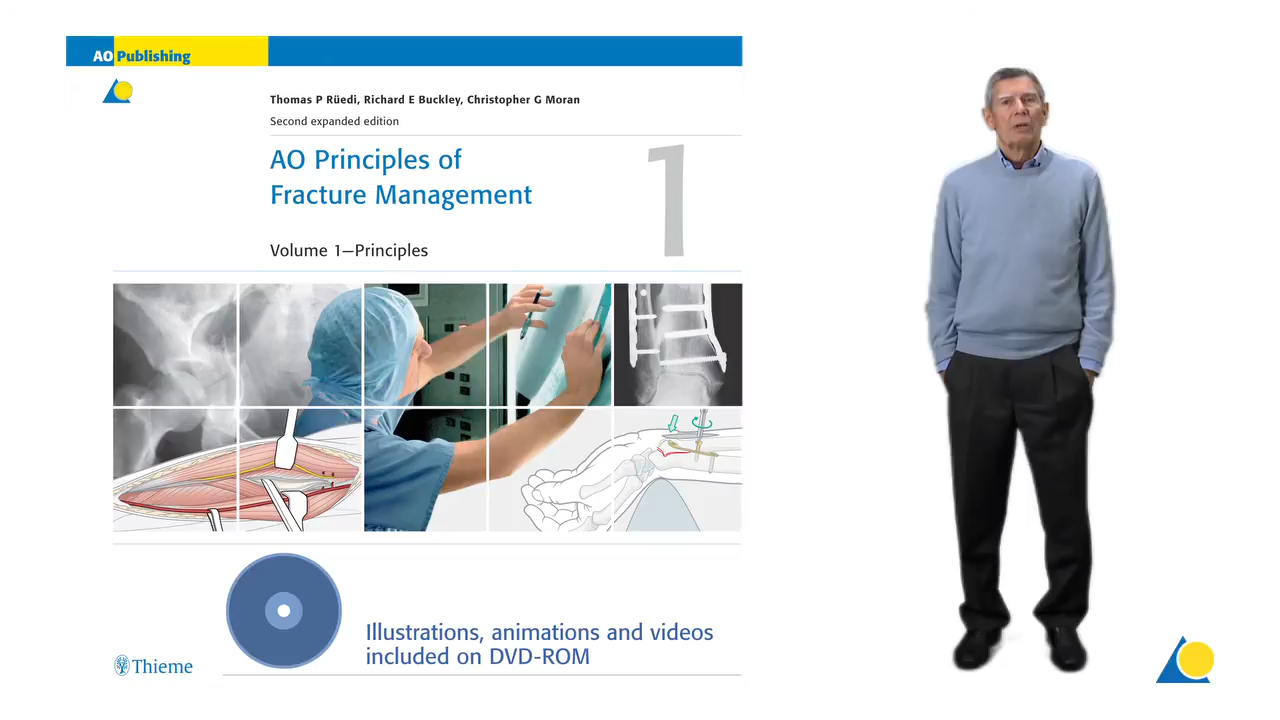 AO Publishing
Thomas P Rüedi, Richard E Buckley, Christopher G Moran
Second expanded edition
AO Principles of
Fracture Management
1
Volume 1—Principles
Illustrations, animations and videos
included on DVD-ROM
Thieme